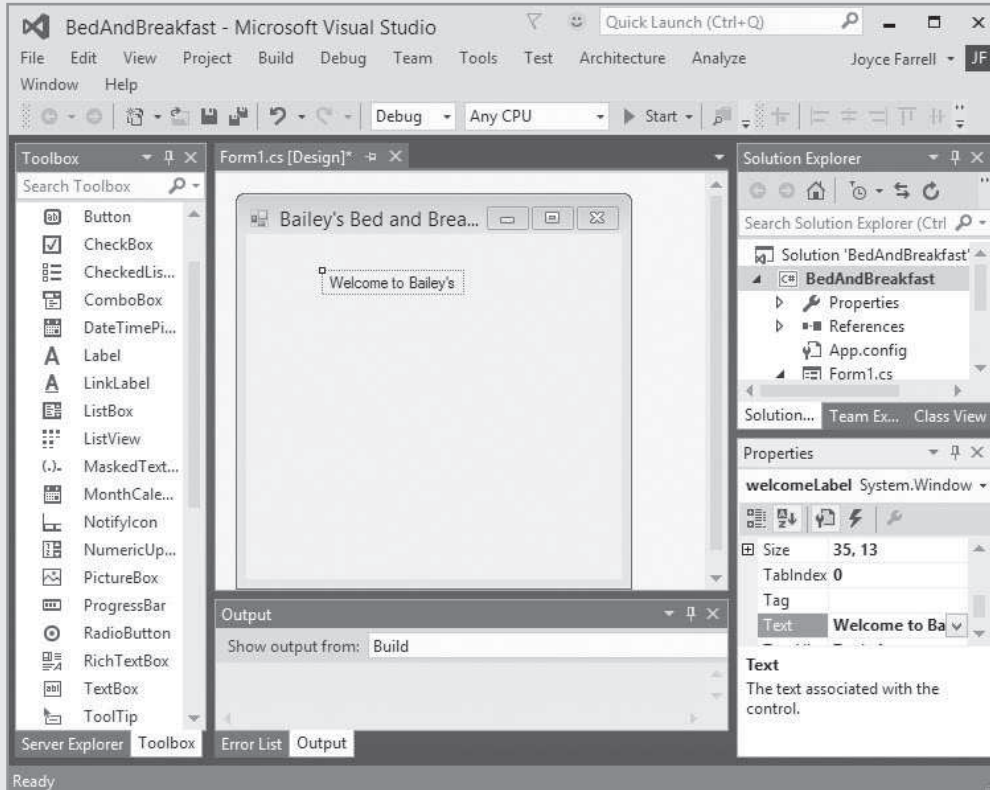 BedAndBreakfast - Microsoft Visual Studio
Quick Launch (Ctrl+Q)
File Edit View Project Build Debug Team Tools Test Architecture Analyze
Joyce Farrell JF
Window Help
Debug
Any CPU
Start
Toolbox
Search Toolbox
Button
CheckBox
CheckedLis...
ComboBox
DateTimePi...
Label
LinkLabel
ListBox
ListView
MaskedText...
MonthCale...
NotifyIcon
NumericUp...
PictureBox
ProgressBar
RadioButton
RichTextBox
TextBox
ToolTip
Server Explorer Toolbox
Form1.cs [Design]*
Bailey's Bed and Brea...
Welcome to Bailey's
Output
Show output from: Build
Error List Output
Solution Explorer
Search Solution Explorer (Ctrl
Solution 'BedAndBreakfast'
BedAndBreakfast
Properties
References
App.config
Form1.cs
Solution... Team Ex... Class View
Properties
welcomeLabel System.Window
Size 35, 13
TabIndex 0
Tag
Text Welcome to Ba
Text
The text associated with the
control.
Ready